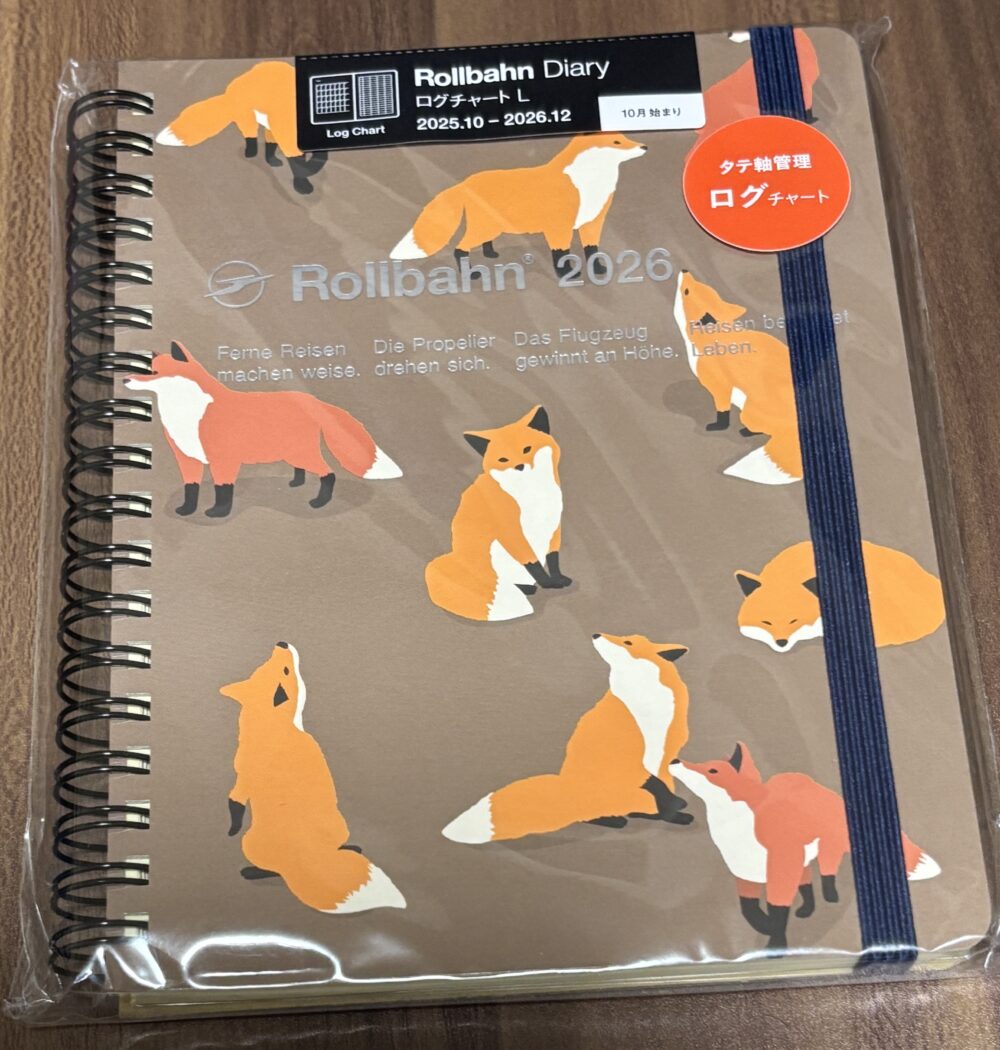 Rollbahn Diary
ログチャート L
2025.10 – 2026.12
10月 始まり
Log Chart
タテ軸管理
ログチャート
Rollbahn® 2026
Ferne Reisen
machen weise.
Die Propeller
drehen sich.
Das Flugzeug
gewinnt an Höhe.
Reisen
Leben.